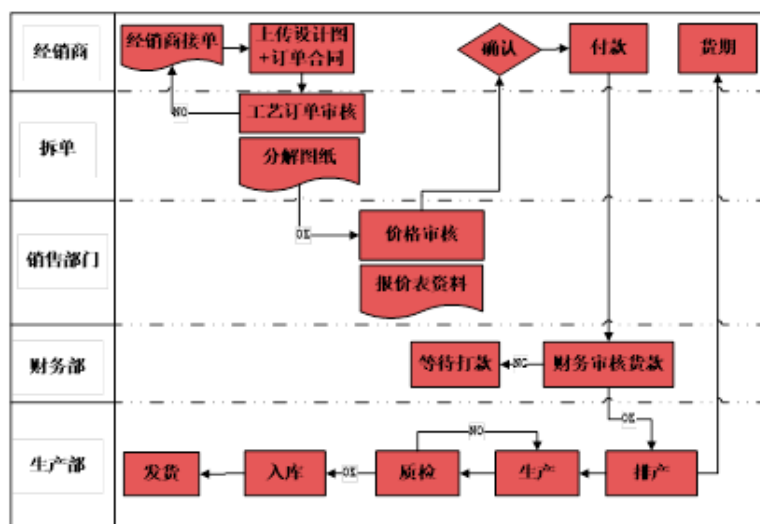 经销商
经销商接单
上传设计图
+订单合同
确认
付款
货期
NO
工艺订单审核
拆单
分解图纸
OK
价格审核
销售部门
报价表资料
财务部
等待打款
NO
财务审核货款
OK
NO
生产部
发货
入库
OK
质检
生产
排产